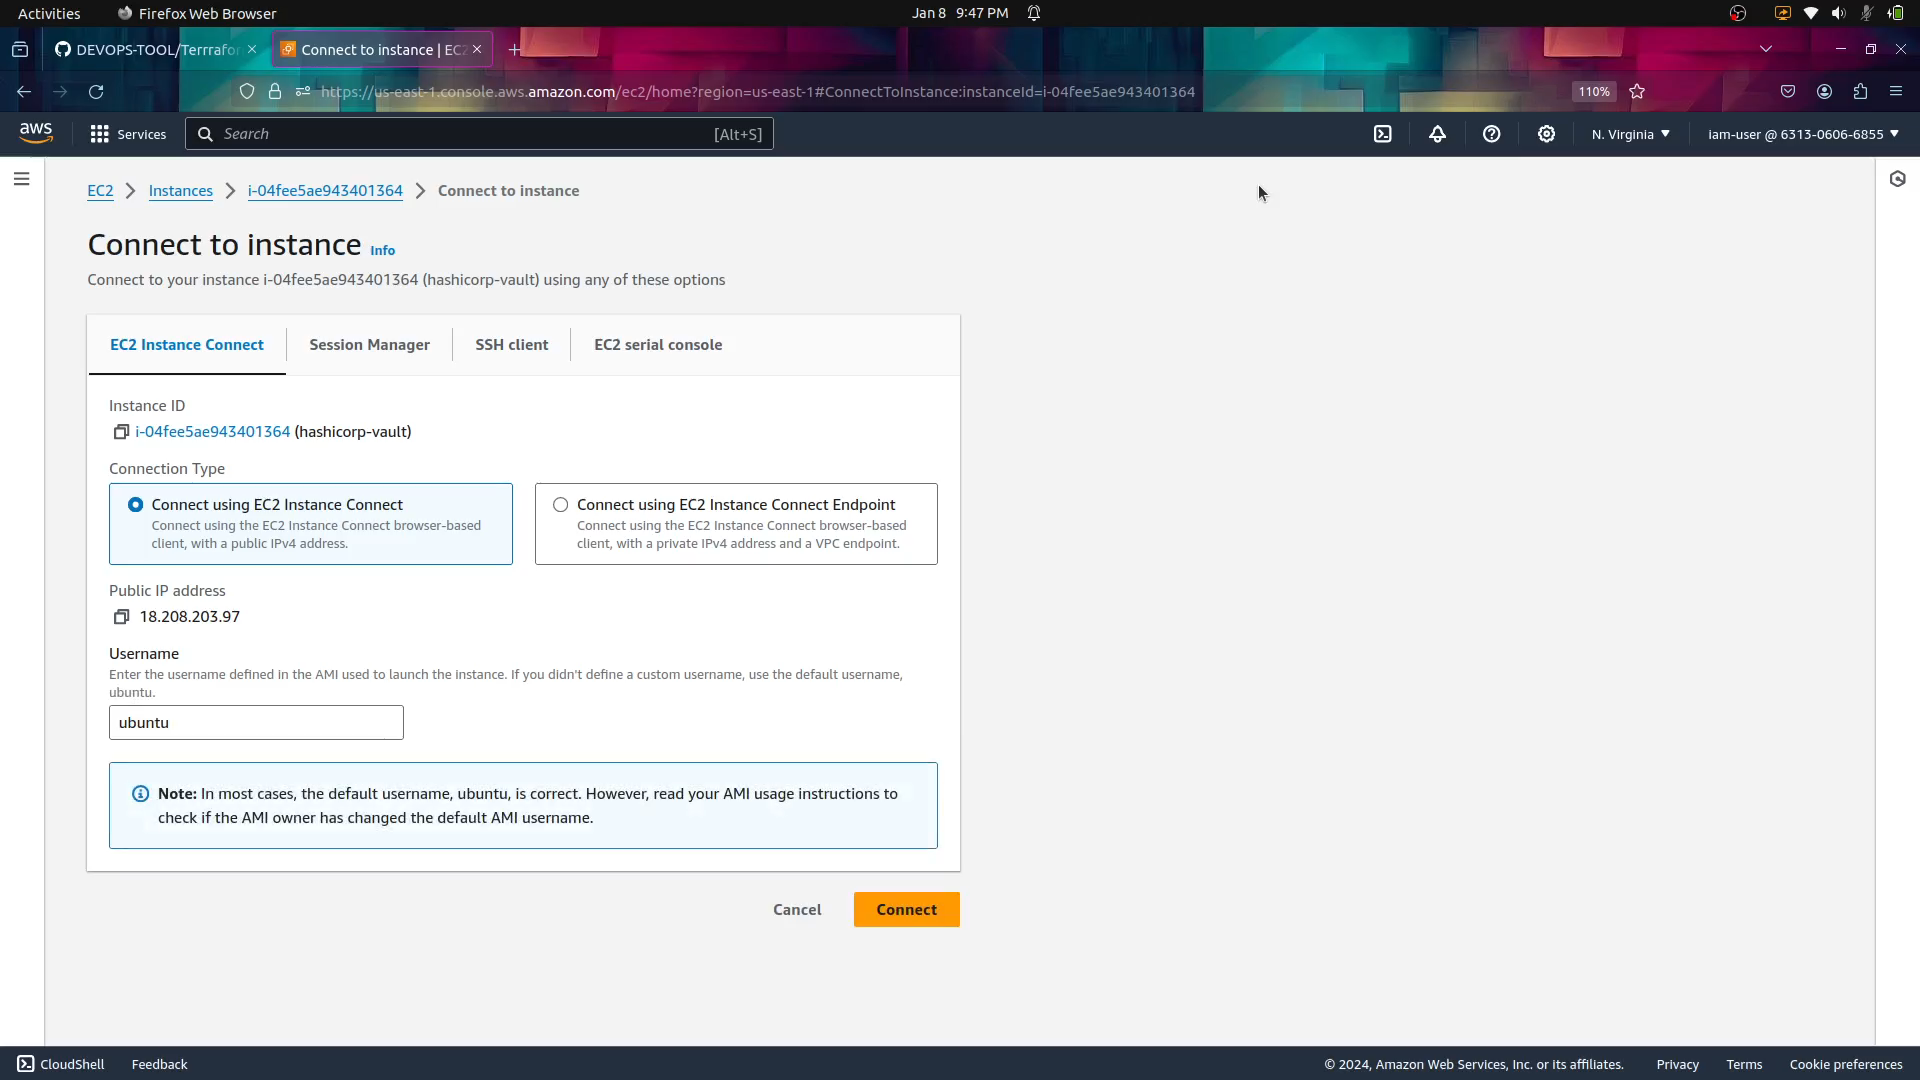 Activities
Firefox Web Browser
Jan 8 9:47 PM
DEVOPS-TOOL/Terrrafor
Connect to instance | EC2
https://us-east-1.console.aws.amazon.com/ec2/home?region=us-east-1#ConnectToInstance:instanceId=i-04fee5ae943401364
110%
aws
Services
Search
[Alt+S]
N. Virginia
iam-user @ 6313-0606-6855
EC2
Instances
i-04fee5ae943401364
Connect to instance
Connect to instance Info
Connect to your instance i-04fee5ae943401364 (hashicorp-vault) using any of these options
EC2 Instance Connect
Session Manager
SSH client
EC2 serial console
Instance ID
i-04fee5ae943401364 (hashicorp-vault)
Connection Type
Connect using EC2 Instance Connect
Connect using the EC2 Instance Connect browser-based
client, with a public IPv4 address.
Connect using EC2 Instance Connect Endpoint
Connect using the EC2 Instance Connect browser-based
client, with a private IPv4 address and a VPC endpoint.
Public IP address
18.208.203.97
Username
Enter the username defined in the AMI used to launch the instance. If you didn't define a custom username, use the default username,
ubuntu.
ubuntu
Note: In most cases, the default username, ubuntu, is correct. However, read your AMI usage instructions to
check if the AMI owner has changed the default AMI username.
Cancel
Connect
CloudShell
Feedback
© 2024, Amazon Web Services, Inc. or its affiliates.
Privacy
Terms
Cookie preferences